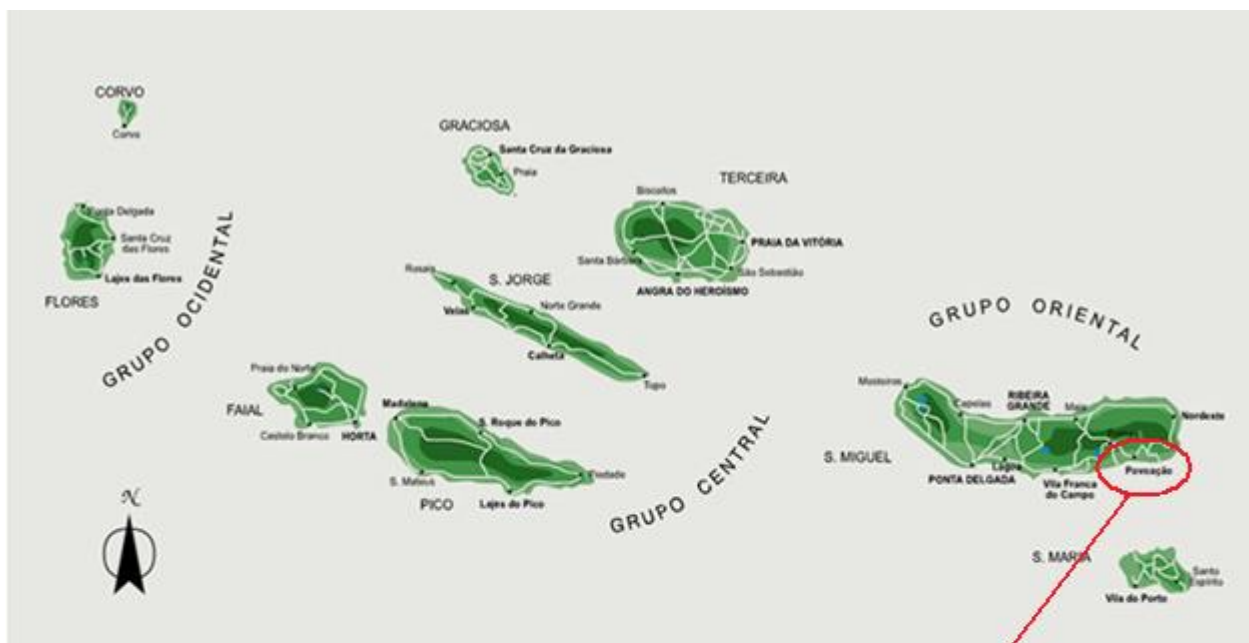 CORVO
Corvo
Ponta Delgada
Santa Cruz
das Flores
Lajes das Flores
FLORES
GRUPO OCIDENTAL
GRACIOSA
Santa Cruz da Graciosa
Praia
TERCEIRA
Biscoitos
PRAIA DA VITÓRIA
Santa Bárbara
São Sebastião
ANGRA DO HEROÍSMO
Rosais
S. JORGE
Velas
Norte Grande
Calheta
Topo
Praia do Norte
FAIAL
Castelo Branco
HORTA
Madalena
S. Roque do Pico
Piedade
S. Mateus
PICO
Lajes do Pico
GRUPO CENTRAL
GRUPO ORIENTAL
Mosteiros
Capelas
RIBEIRA
GRANDE
Maia
Nordeste
S. MIGUEL
PONTA DELGADA
Lagoa
Vila Franca
do Campo
Povoação
S. MARIA
Santo
Espírito
Vila do Porto
N